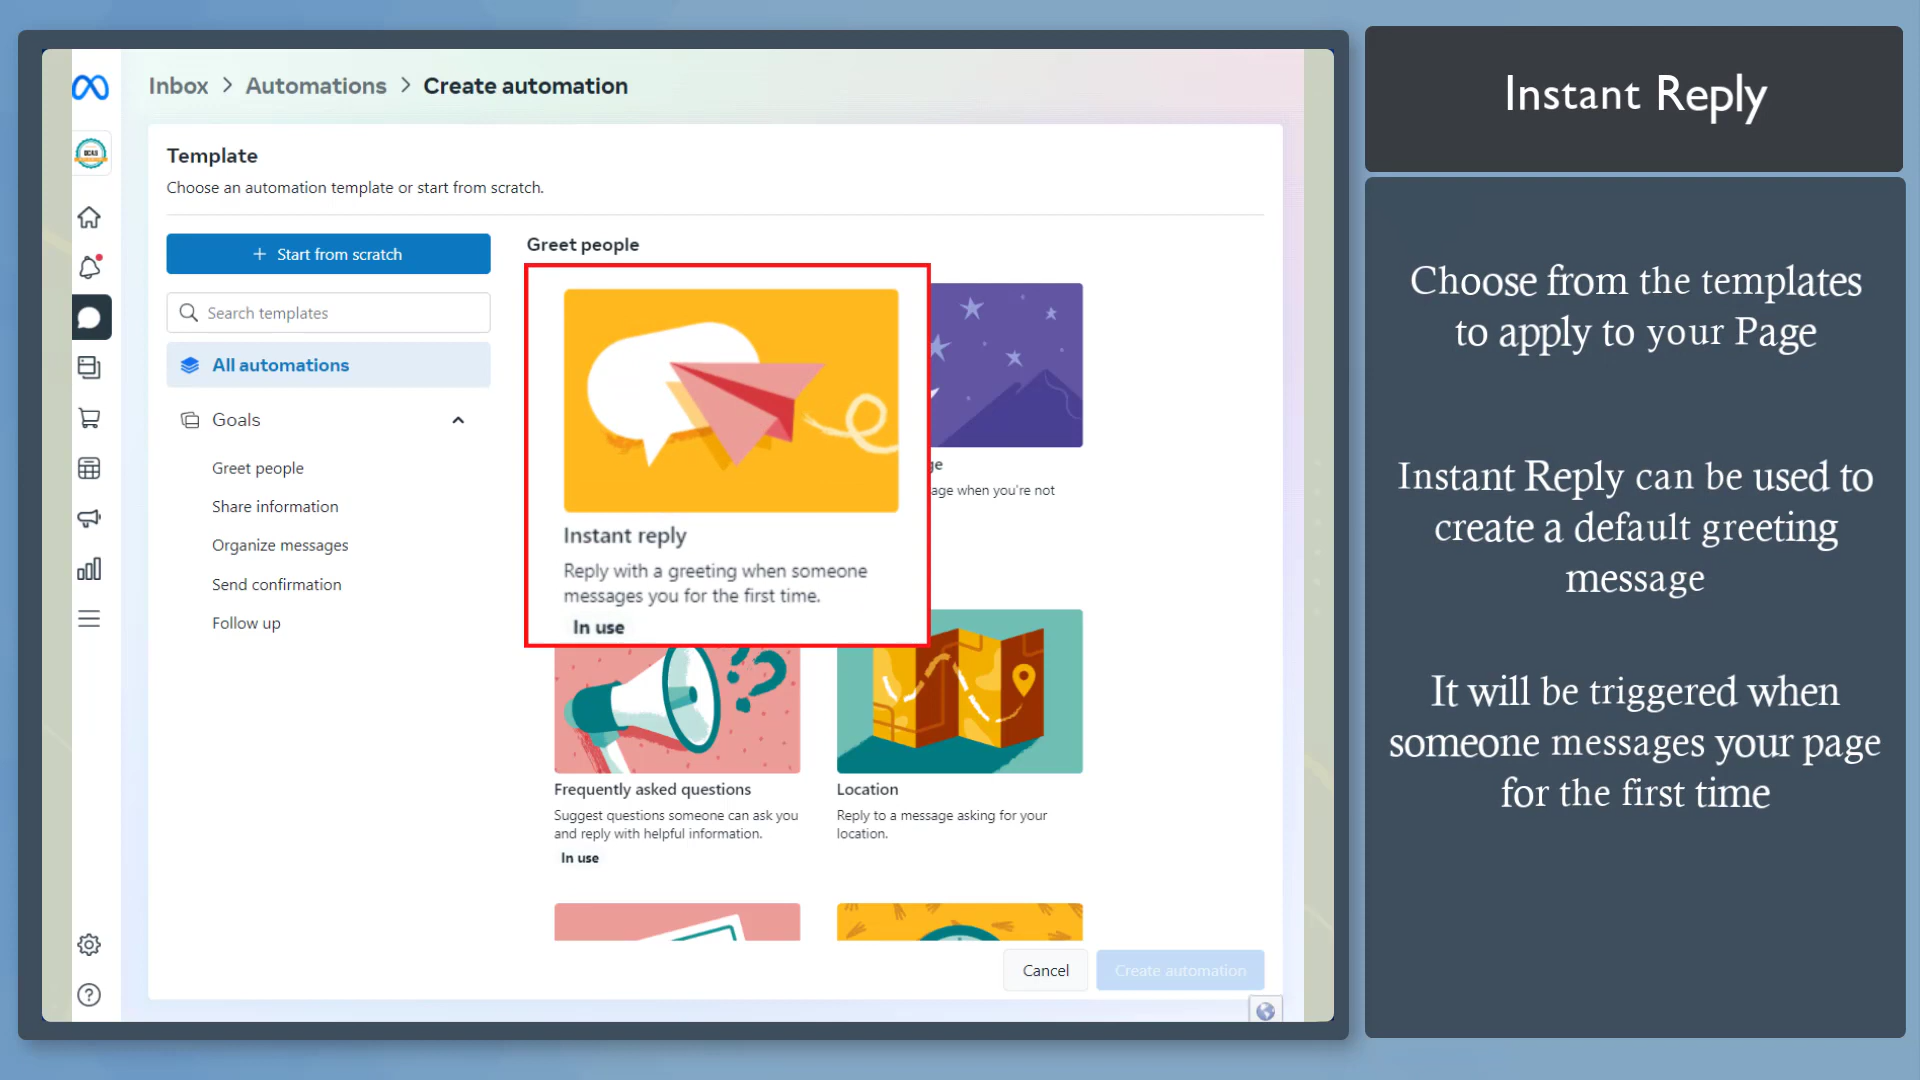 Inbox > Automations > Create automation
Template
Choose an automation template or start from scratch.
+ Start from scratch
Search templates
All automations
Goals
Greet people
Share information
Organize messages
Send confirmation
Follow up
Greet people
Instant reply
Reply with a greeting when someone
messages you for the first time.
In use
ge
age when you're not
Frequently asked questions
Suggest questions someone can ask you
and reply with helpful information.
In use
Location
Reply to a message asking for your
location.
Cancel
Create automation
Instant Reply
Choose from the templates
to apply to your Page
Instant Reply can be used to
create a default greeting
message
It will be triggered when
someone messages your page
for the first time